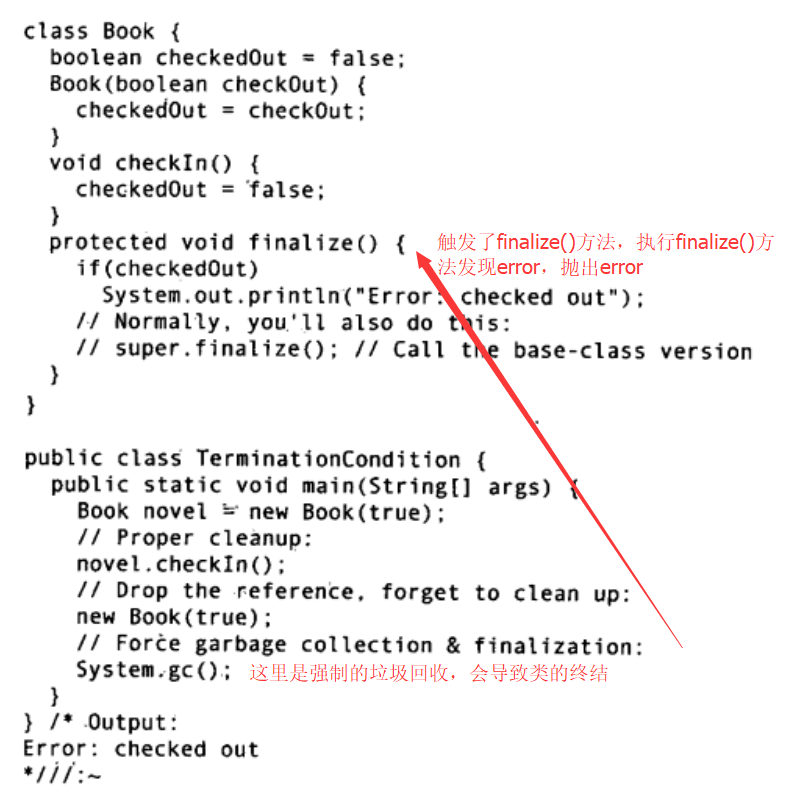 class Book {
boolean checkedOut = false;
Book(boolean checkOut) {
checkedOut = checkOut;
}
void checkIn() {
checkedOut = false;
}
protected void finalize() {
触发了finalize()方法，执行finalize()方
法发现error，抛出error
if(checkedOut)
System.out.println("Error: checked out");
// Normally, you'll also do this:
// super.finalize(); // Call the base-class version
}
}
public class TerminationCondition {
public static void main(String[] args) {
Book novel = new Book(true);
// Proper cleanup:
novel.checkIn();
// Drop the reference, forget to clean up:
new Book(true);
// Force garbage collection & finalization:
System.gc(); 这里是强制的垃圾回收，会导致类的终结
}
} /* Output:
Error: checked out
*///:~